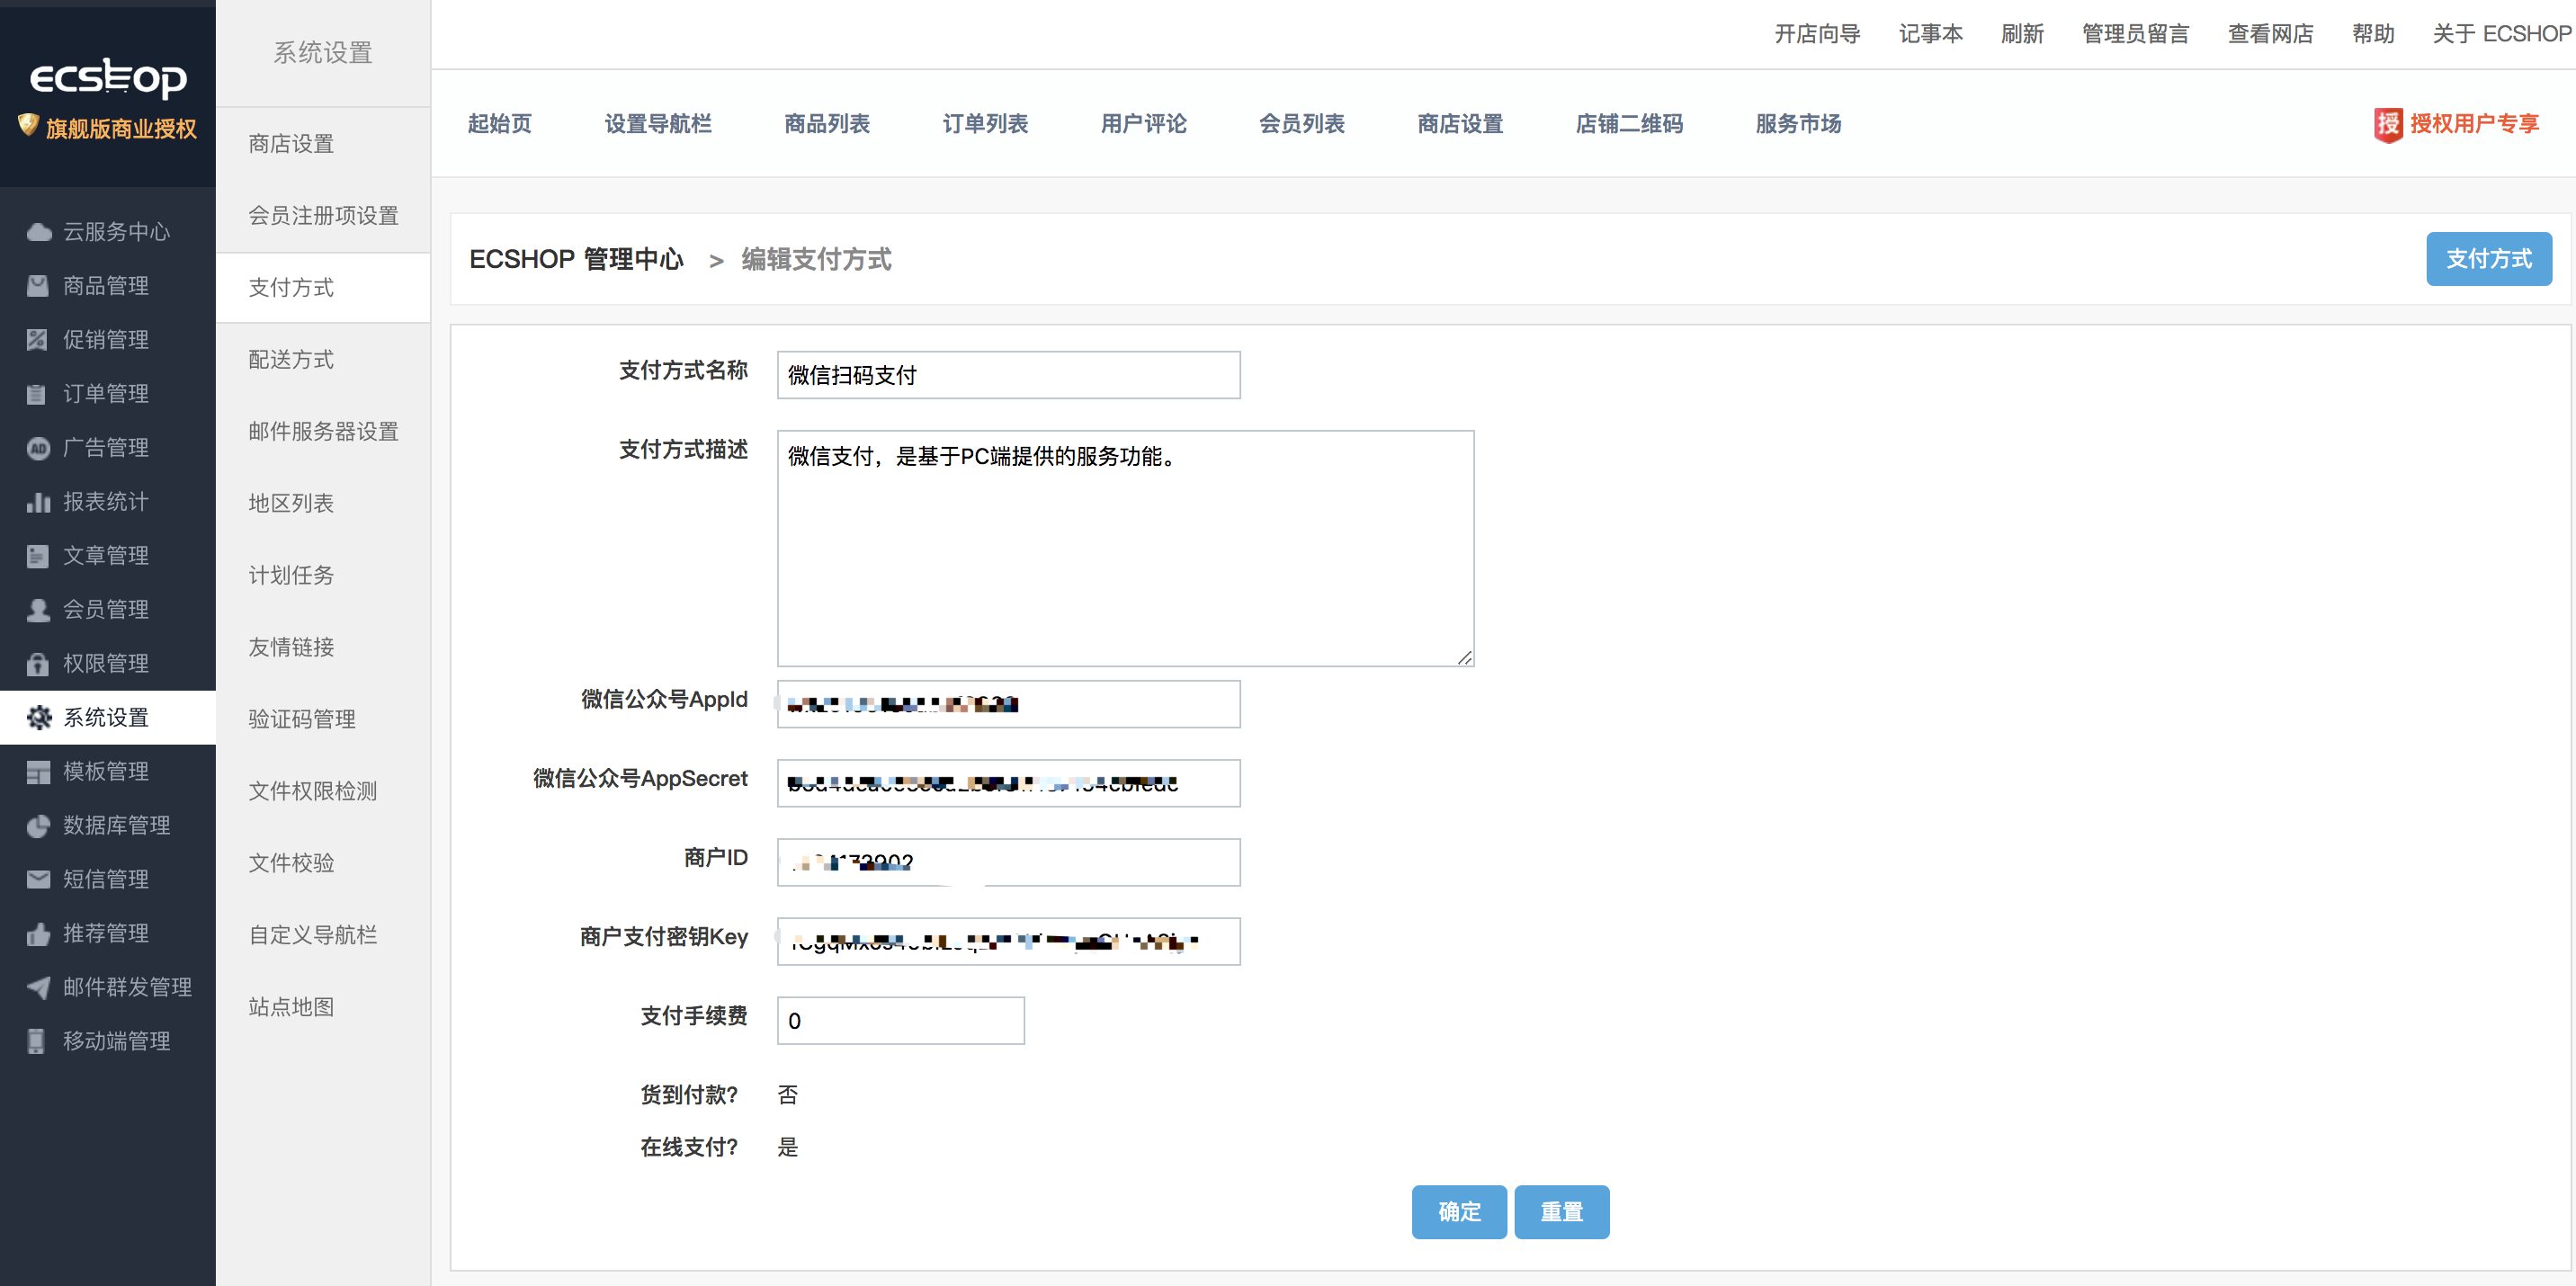 ecshop
旗舰版商业授权
云服务中心
商品管理
促销管理
订单管理
广告管理
报表统计
文章管理
会员管理
权限管理
系统设置
模板管理
数据库管理
短信管理
推荐管理
邮件群发管理
移动端管理
系统设置
商店设置
会员注册项设置
支付方式
配送方式
邮件服务器设置
地区列表
计划任务
友情链接
验证码管理
文件权限检测
文件校验
自定义导航栏
站点地图
开店向导 记事本 刷新 管理员留言 查看网店 帮助 关于 ECSHOP
起始页 设置导航栏 商品列表 订单列表 用户评论 会员列表 商店设置 店铺二维码 服务市场 授 授权用户专享
ECSHOP 管理中心 > 编辑支付方式 支付方式
支付方式名称 微信扫码支付
支付方式描述 微信支付，是基于PC端提供的服务功能。
微信公众号AppId
微信公众号AppSecret
商户ID
商户支付密钥Key
支付手续费 0
货到付款? 否
在线支付? 是
确定 重置